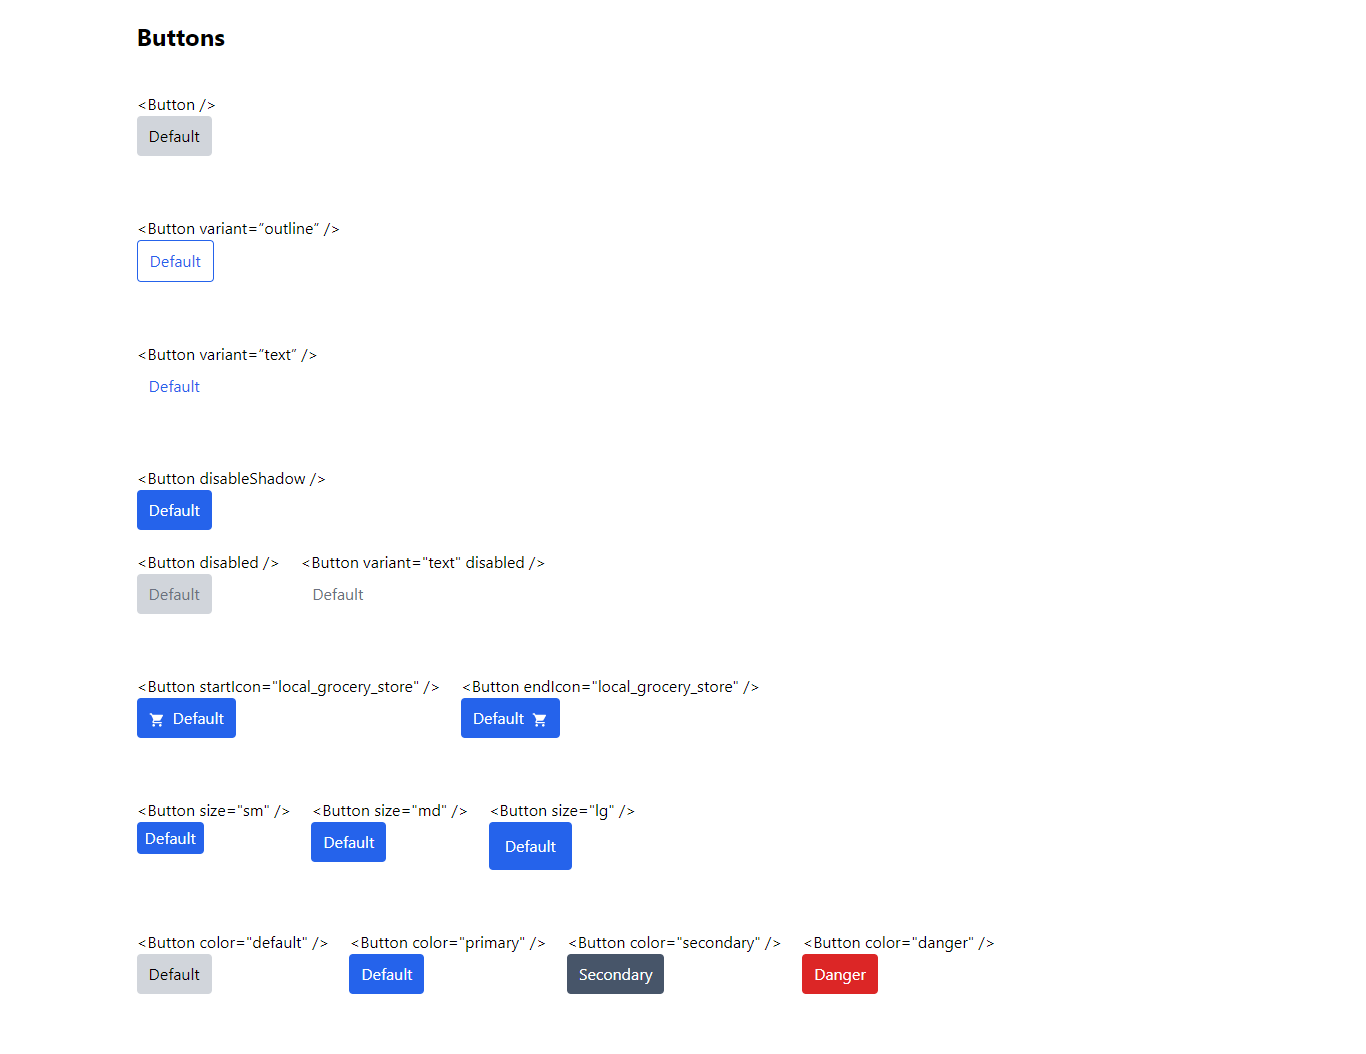 Buttons
<Button />
Default
<Button variant="outline" />
Default
<Button variant="text" />
Default
<Button disableShadow />
Default
<Button disabled /> <Button variant="text" disabled />
Default Default
<Button startIcon="local_grocery_store" /> <Button endIcon="local_grocery_store" />
Default Default
<Button size="sm" /> <Button size="md" /> <Button size="lg" />
Default Default Default
<Button color="default" /> <Button color="primary" /> <Button color="secondary" /> <Button color="danger" />
Default Default Secondary Danger